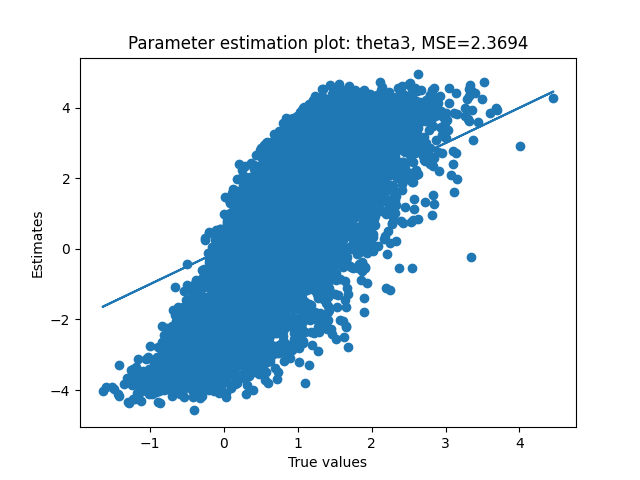 Parameter estimation plot: theta3, MSE=2.3694
Estimates
4
2
0
−2
−4
−1 0 1 2 3 4
True values